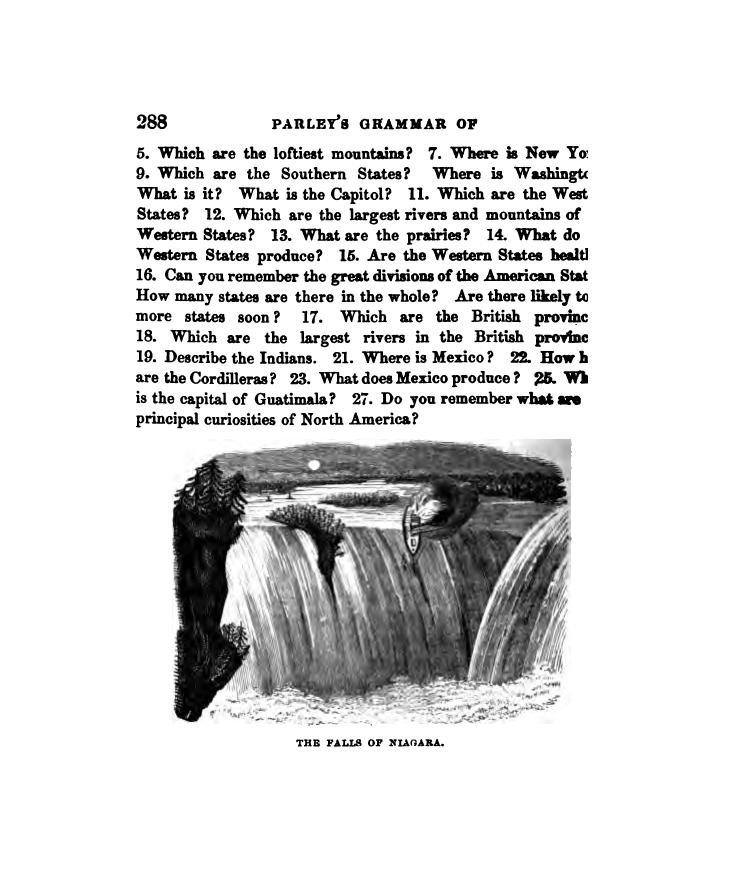 288 PARLEY'S GRAMMAR OF
5. Which are the loftiest mountains? 7. Where is New Yo
9. Which are the Southern States? Where is Washingt
What is it? What is the Capitol? 11. Which are the West
States? 12. Which are the largest rivers and mountains of
Western States? 13. What are the prairies? 14. What do
Western States produce? 15. Are the Western States healt
16. Can you remember the great divisions of the American Stat
How many states are there in the whole? Are there likely to
more states soon? 17. Which are the British provinc
18. Which are the largest rivers in the British provinc
19. Describe the Indians. 21. Where is Mexico? 22. How h
are the Cordilleras? 23. What does Mexico produce? 25. Wh
is the capital of Guatimala? 27. Do you remember what are
principal curiosities of North America?
THE FALLS OF NIAGARA.